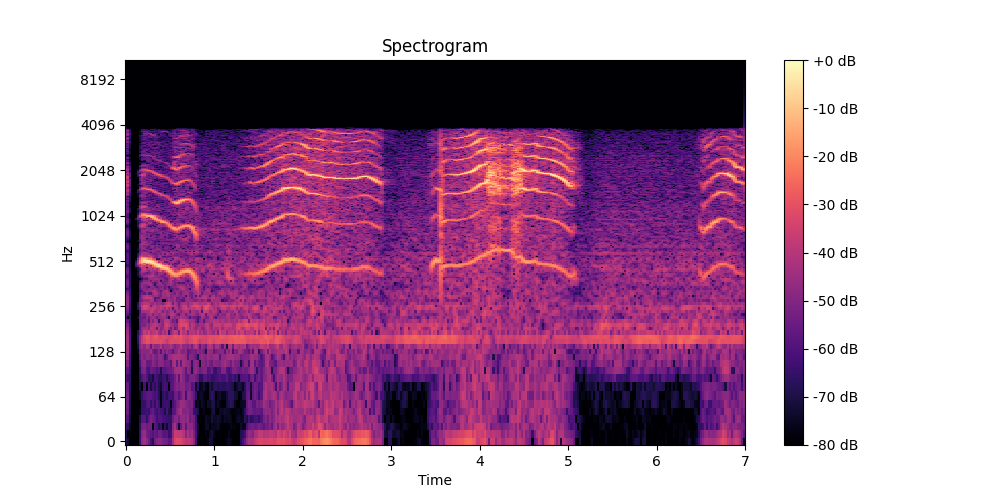 Spectrogram
Hz
8192
4096
2048
1024
512
256
128
64
0
0 1 2 3 4 5 6 7
Time
+0 dB
-10 dB
-20 dB
-30 dB
-40 dB
-50 dB
-60 dB
-70 dB
-80 dB